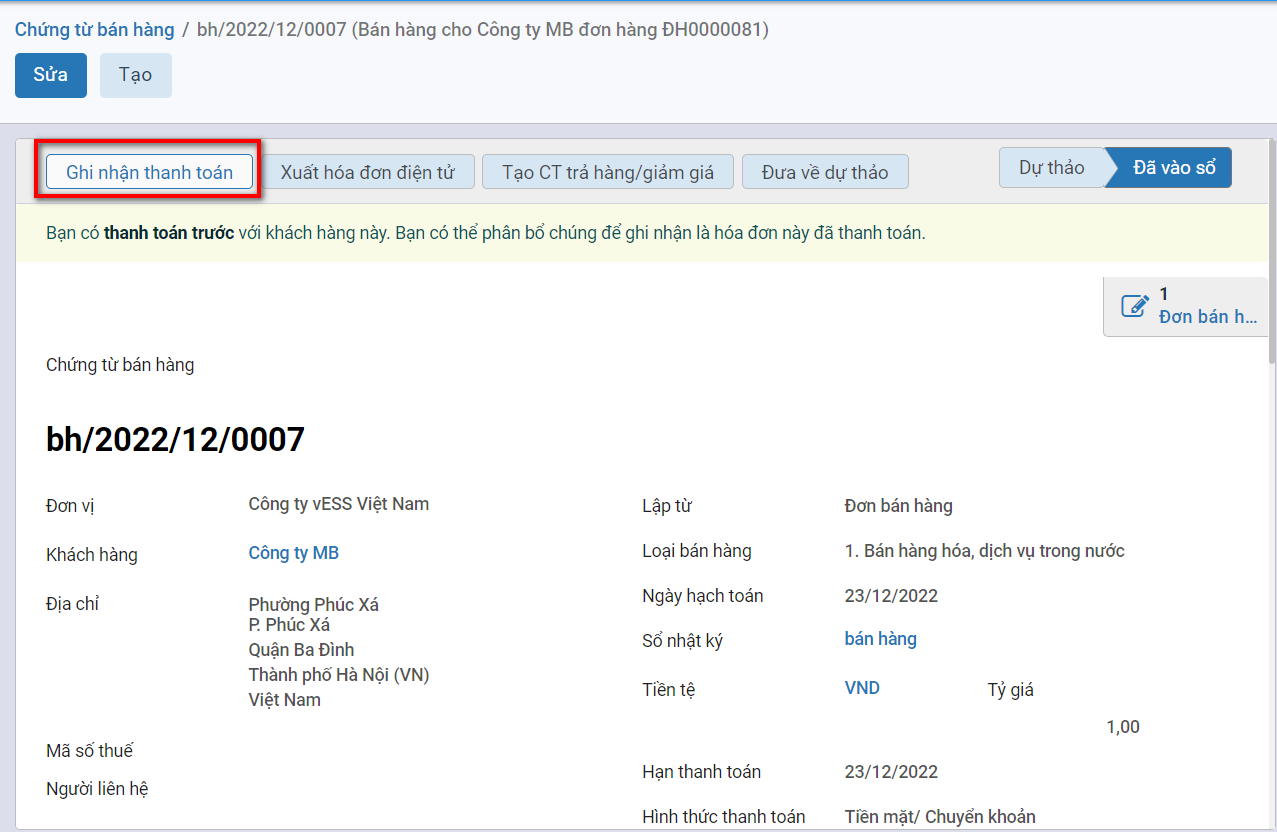 Chứng từ bán hàng / bh/2022/12/0007 (Bán hàng cho Công ty MB đơn hàng ĐH0000081)
Sửa Tạo
Ghi nhận thanh toán Xuất hóa đơn điện tử Tạo CT trả hàng/giảm giá Đưa về dự thảo Dự thảo Đã vào sổ
Bạn có thanh toán trước với khách hàng này. Bạn có thể phân bổ chúng để ghi nhận là hóa đơn này đã thanh toán.
1
Đơn bán h...
Chứng từ bán hàng
bh/2022/12/0007
Đơn vị Công ty vESS Việt Nam
Khách hàng Công ty MB
Địa chỉ Phường Phúc Xá
P. Phúc Xá
Quận Ba Đình
Thành phố Hà Nội (VN)
Việt Nam
Mã số thuế
Người liên hệ
Lập từ Đơn bán hàng
Loại bán hàng 1. Bán hàng hóa, dịch vụ trong nước
Ngày hạch toán 23/12/2022
Sổ nhật ký bán hàng
Tiền tệ VND Tỷ giá
1,00
Hạn thanh toán 23/12/2022
Hình thức thanh toán Tiền mặt/ Chuyển khoản